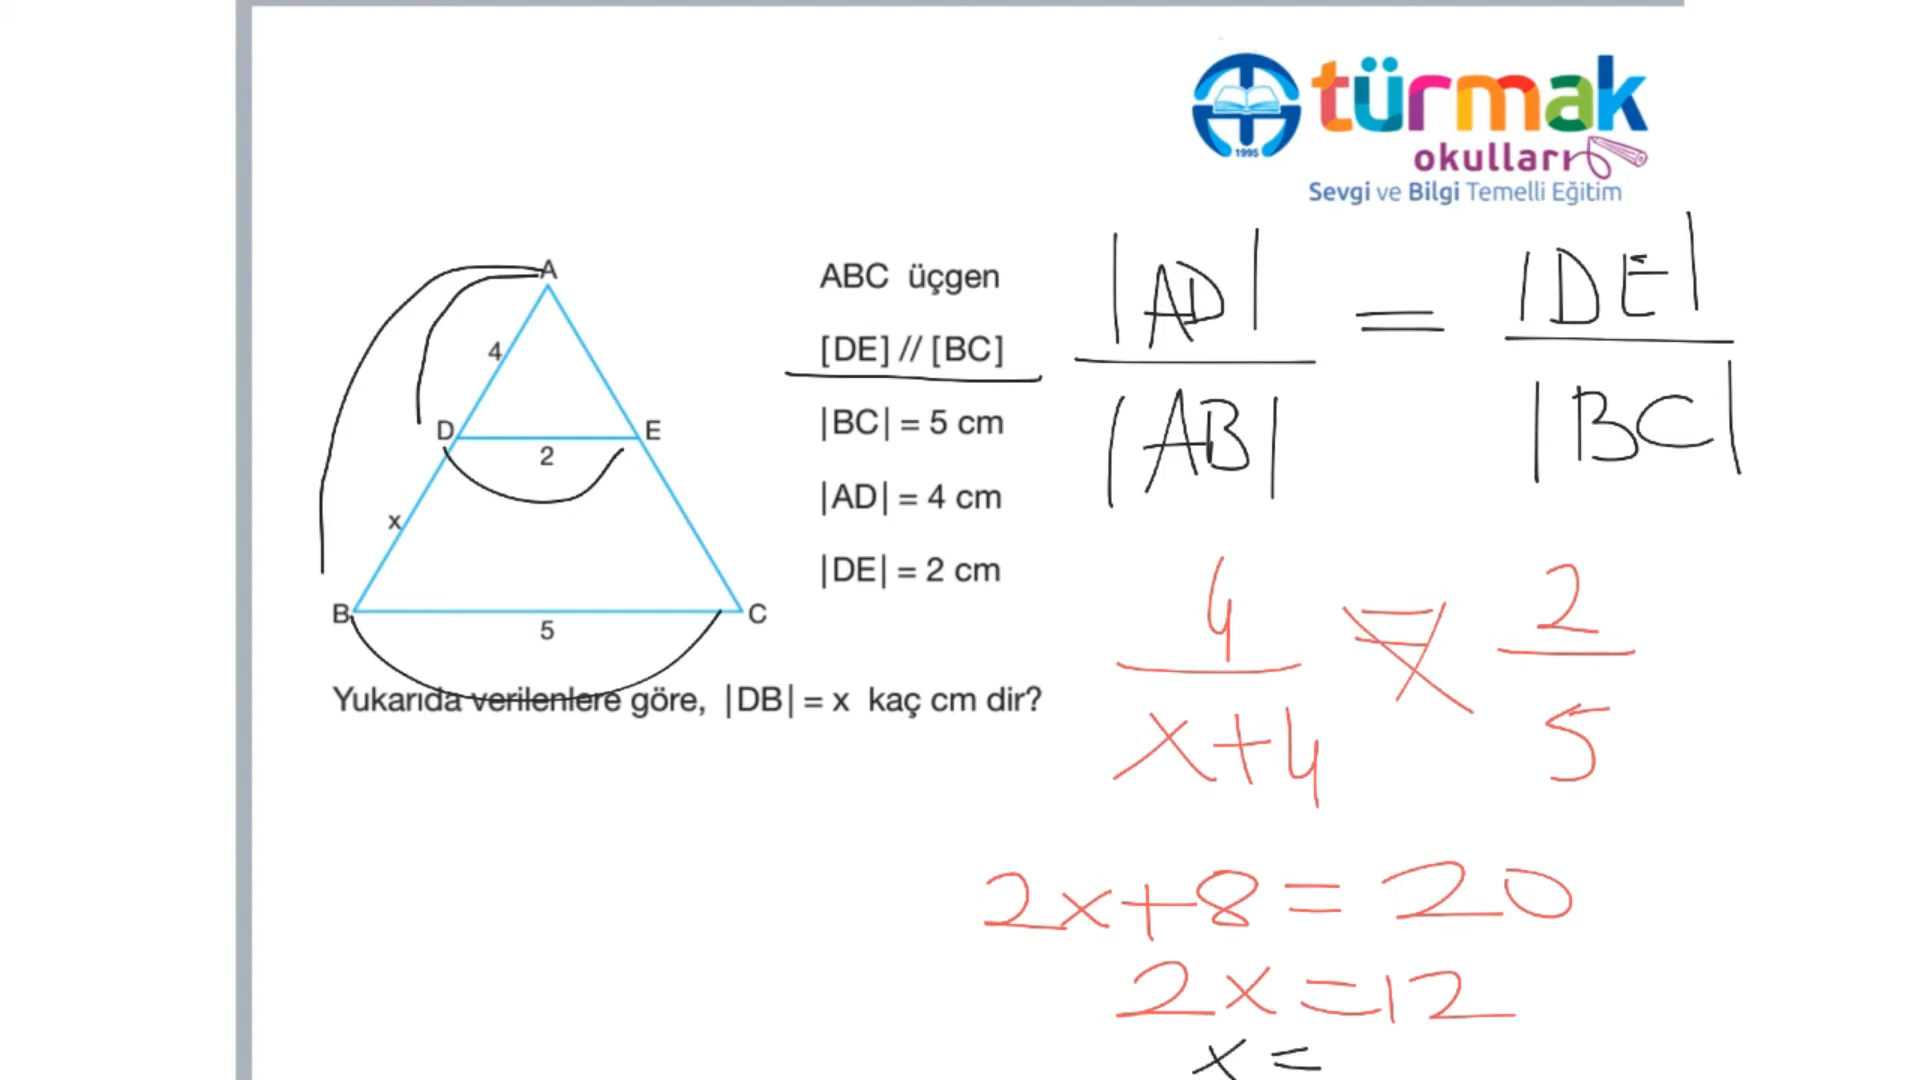 1995
türmak
okulları
Sevgi ve Bilgi Temelli Eğitim
A
4
D
E
2
x
B
C
5
ABC üçgen
[DE] // [BC]
|BC| = 5 cm
|AD| = 4 cm
|DE| = 2 cm
Yukarıda verilenlere göre, |DB| = x kaç cm dir?
|AD| / |AB| = |DE| / |BC|
4 / x+4 = 2 / 5
2x+8=20
2x=12
x=